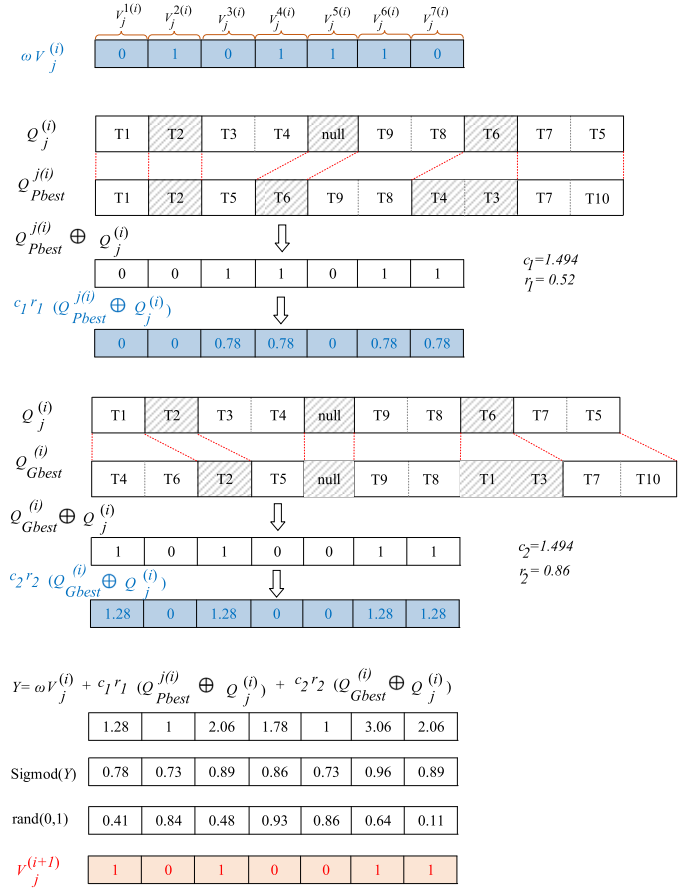 V_j^{1(i)} V_j^{2(i)} V_j^{3(i)} V_j^{4(i)} V_j^{5(i)} V_j^{6(i)} V_j^{7(i)}
ωV_j^{(i)} 0 1 0 1 1 1 0
Q_j^{(i)} T1 T2 T3 T4 null T9 T8 T6 T7 T5
Q_{Pbest}^{j(i)} T1 T2 T5 T6 T9 T8 T4 T3 T7 T10
Q_{Pbest}^{j(i)} ⊕ Q_j^{(i)}
0 0 1 1 0 1 1
c_1=1.494
r_1= 0.52
c_1 r_1 (Q_{Pbest}^{j(i)} ⊕ Q_j^{(i)})
0 0 0.78 0.78 0 0.78 0.78
Q_j^{(i)} T1 T2 T3 T4 null T9 T8 T6 T7 T5
Q_{Gbest}^{(i)} T4 T6 T2 T5 null T9 T8 T1 T3 T7 T10
Q_{Gbest}^{(i)} ⊕ Q_j^{(i)}
1 0 1 0 0 1 1
c_2=1.494
r_2= 0.86
c_2 r_2 (Q_{Gbest}^{(i)} ⊕ Q_j^{(i)})
1.28 0 1.28 0 0 1.28 1.28
Y= ωV_j^{(i)} + c_1 r_1 (Q_{Pbest}^{j(i)} ⊕ Q_j^{(i)}) + c_2 r_2 (Q_{Gbest}^{(i)} ⊕ Q_j^{(i)})
1.28 1 2.06 1.78 1 3.06 2.06
Sigmod(Y) 0.78 0.73 0.89 0.86 0.73 0.96 0.89
rand(0,1) 0.41 0.84 0.48 0.93 0.86 0.64 0.11
V_j^{(i+1)} 1 0 1 0 0 1 1